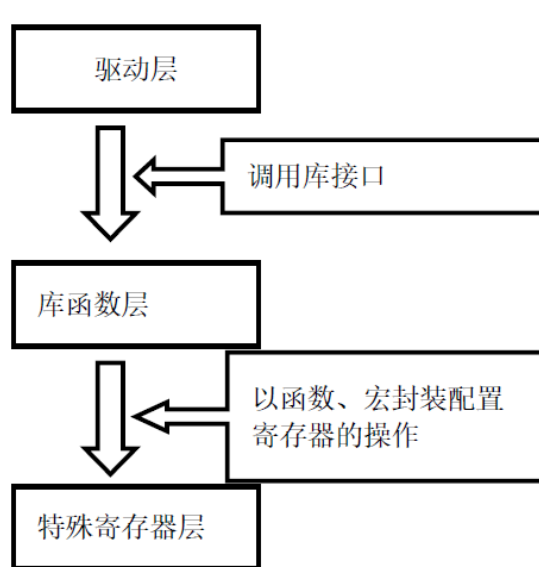 驱动层
调用库接口
库函数层
以函数、宏封装配置
寄存器的操作
特殊寄存器层